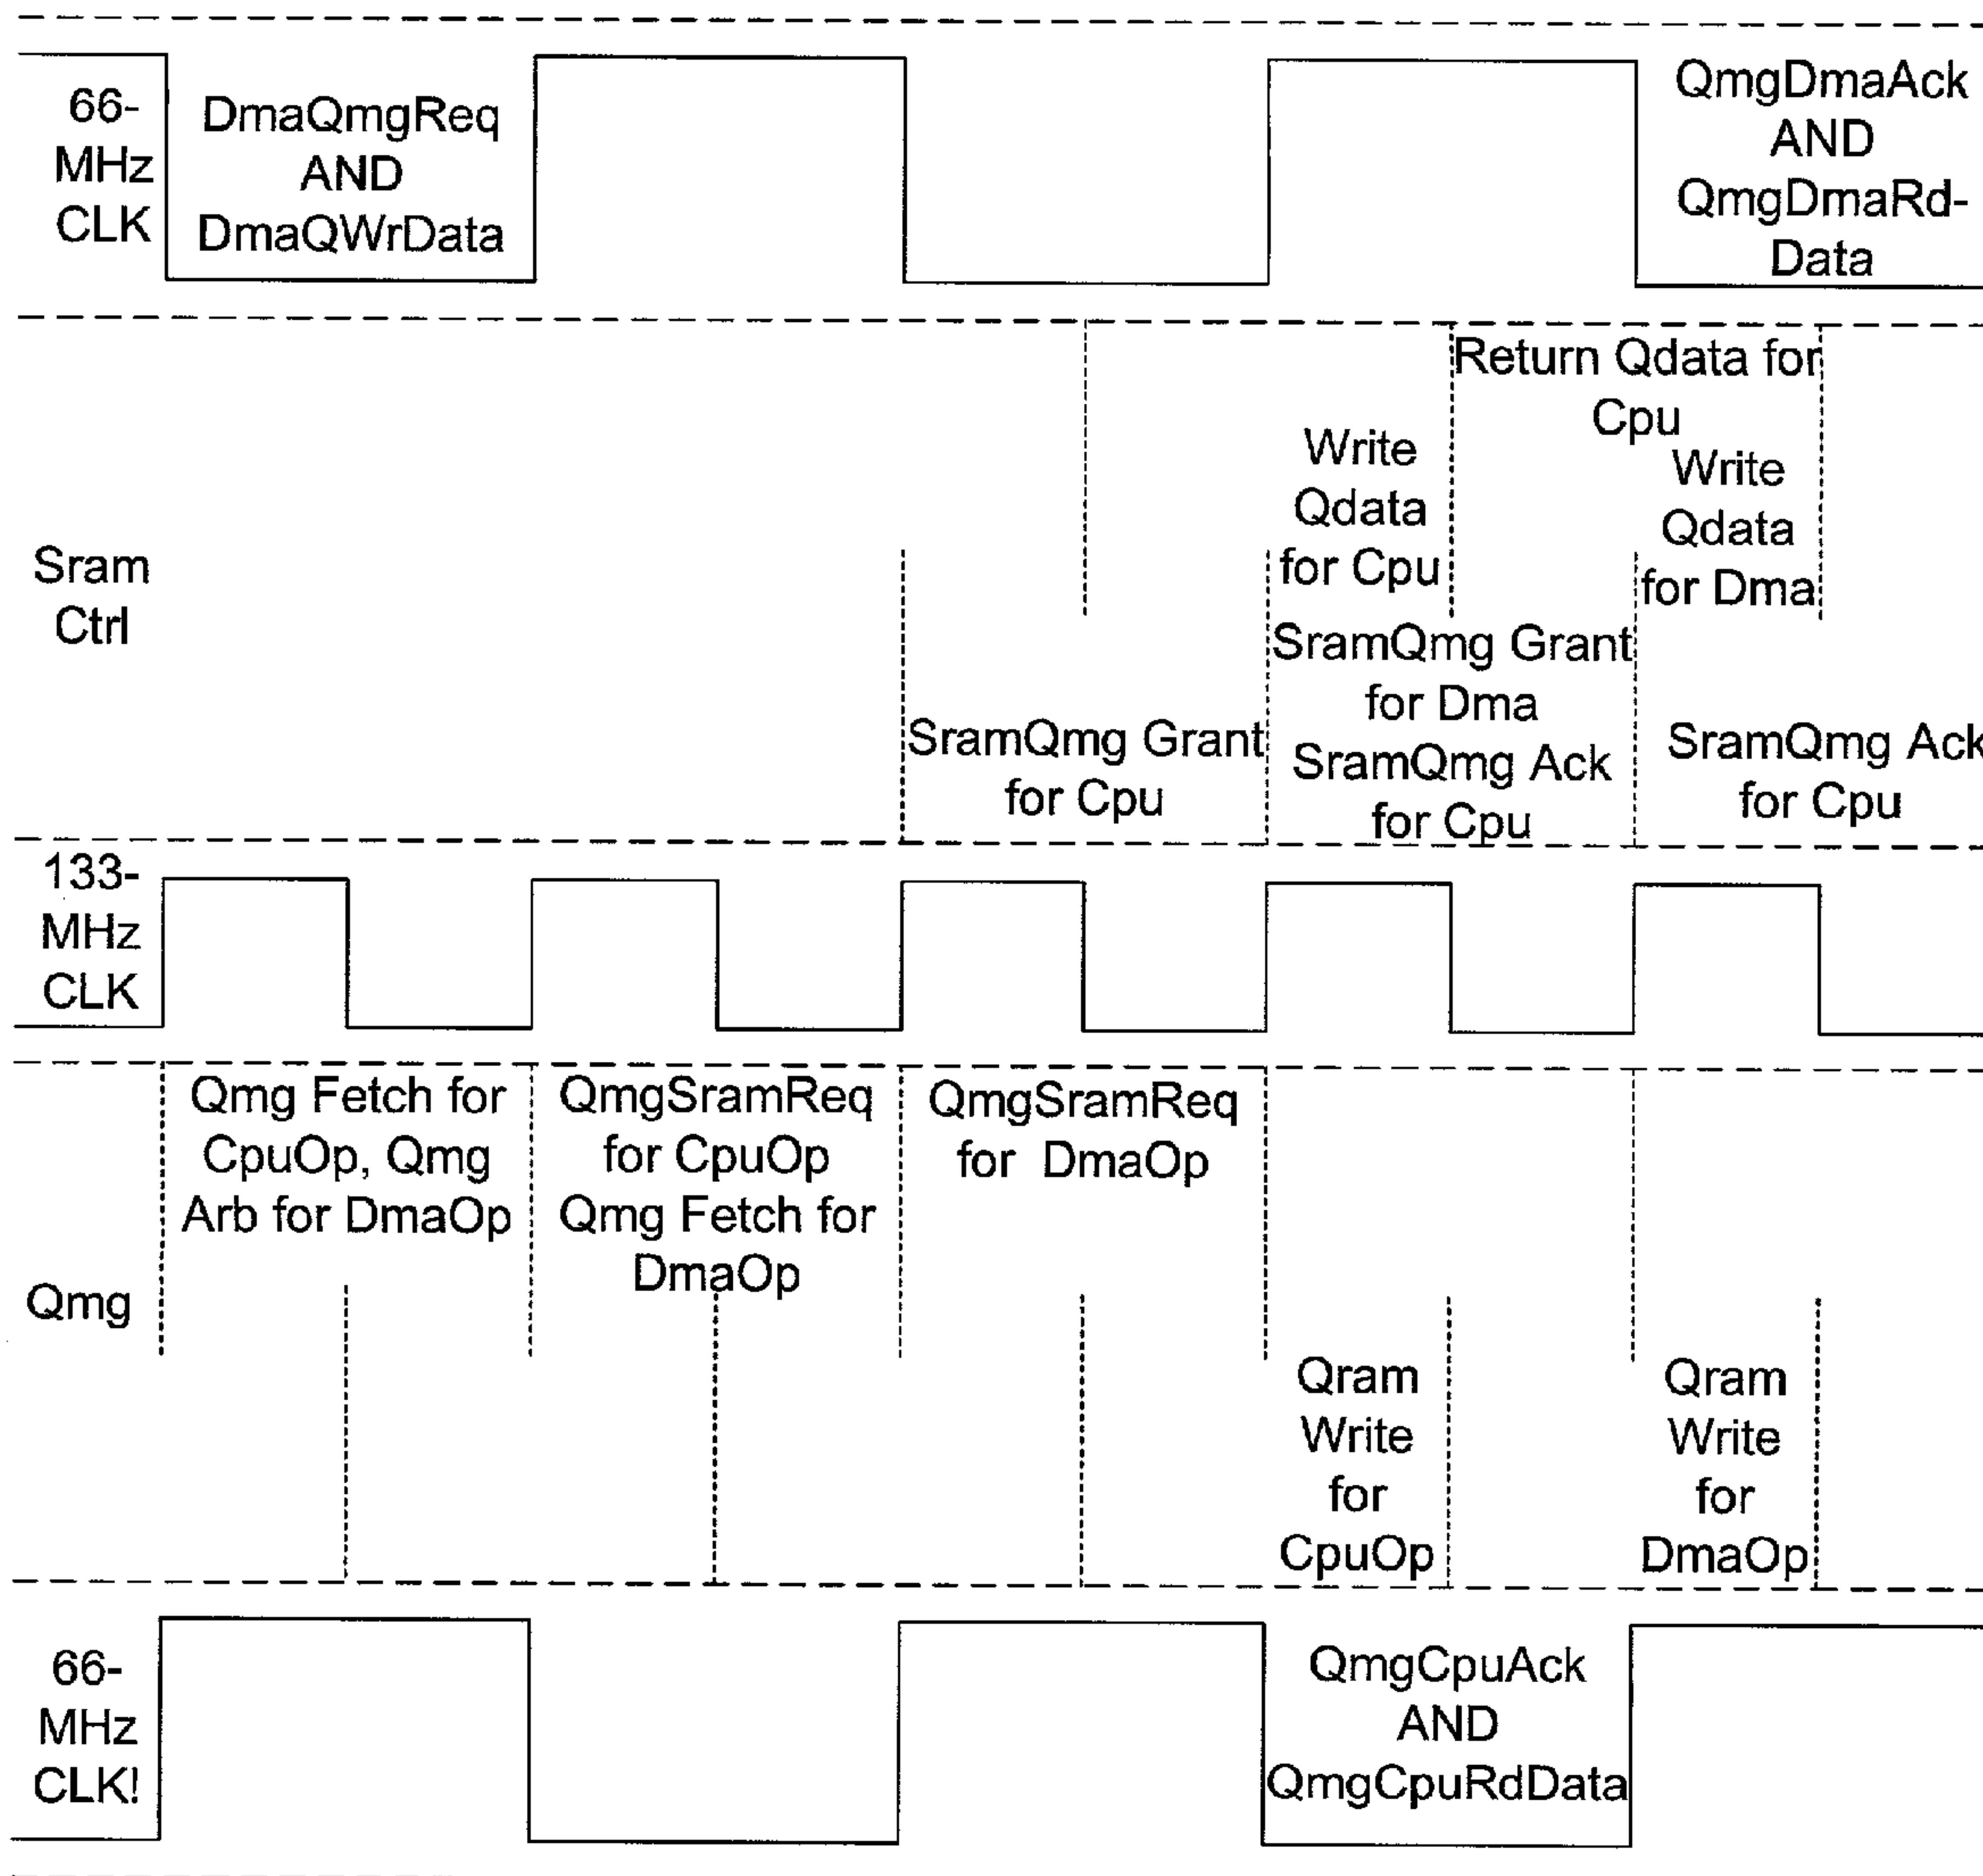 66-
MHz
CLK
DmaQmgReq
AND
DmaQWrData
QmgDmaAck
AND
QmgDmaRd-
Data
Sram
Ctrl
SramQmg Grant
for Cpu
Write
Qdata
for Cpu
SramQmg Grant
for Dma
SramQmg Ack
for Cpu
Return Qdata for
Cpu
Write
Qdata
for Dma
SramQmg Ack
for Cpu
133-
MHz
CLK
Qmg
Qmg Fetch for
CpuOp, Qmg
Arb for DmaOp
QmgSramReq
for CpuOp
Qmg Fetch for
DmaOp
QmgSramReq
for DmaOp
Qram
Write
for
CpuOp
Qram
Write
for
DmaOp
66-
MHz
CLK!
QmgCpuAck
AND
QmgCpuRdData